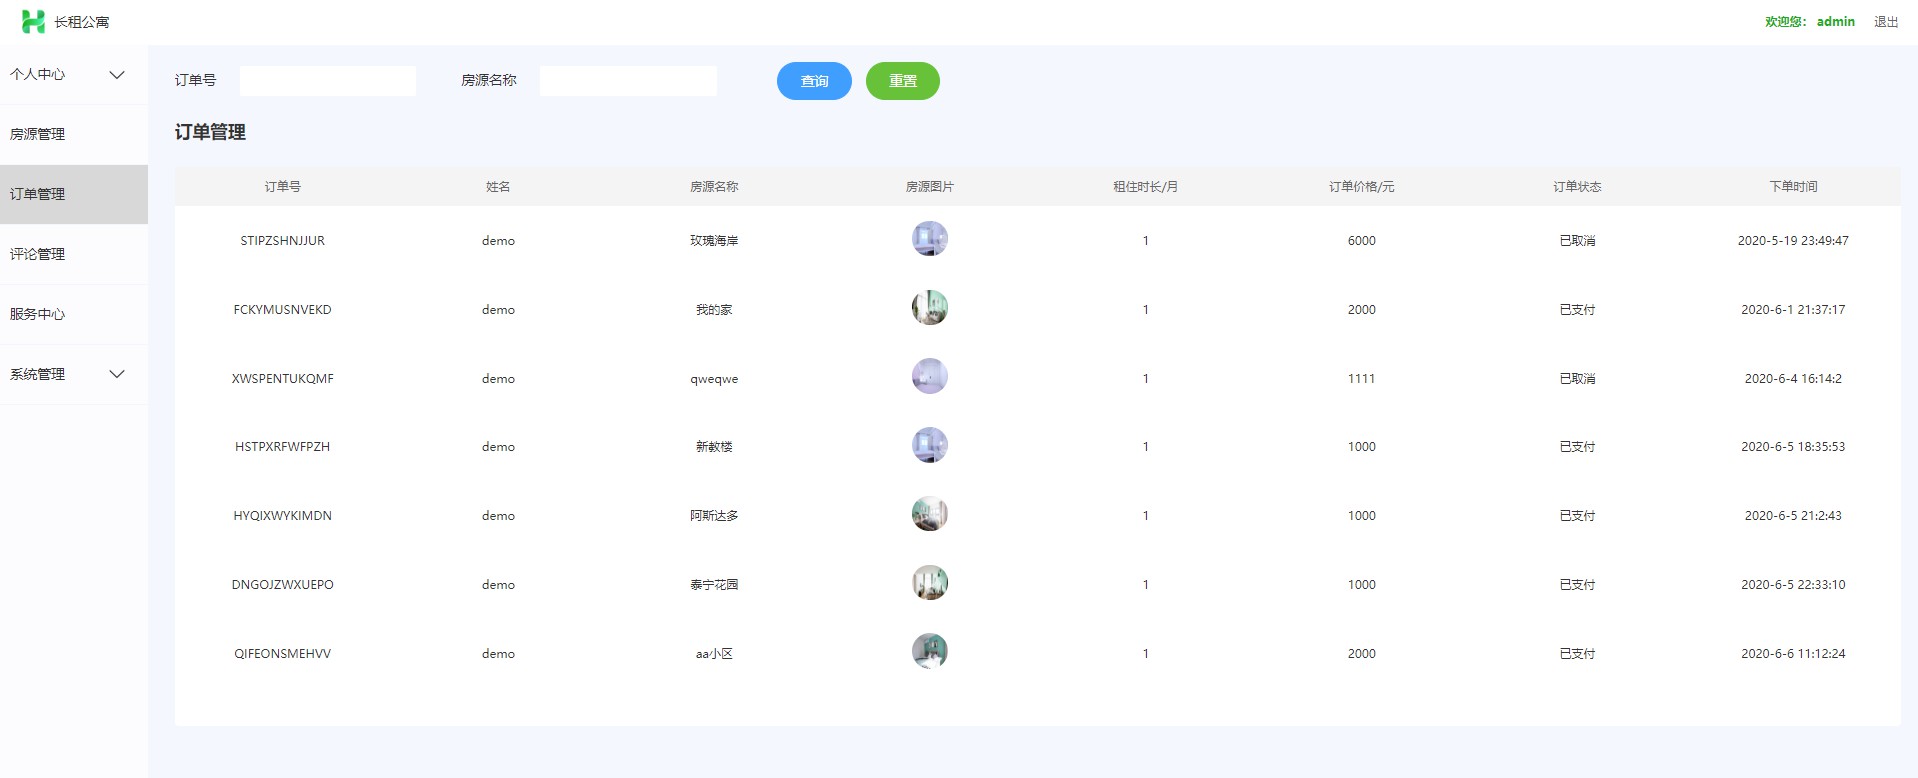 长租公寓
欢迎您： admin 退出
个人中心
房源管理
订单管理
评论管理
服务中心
系统管理
订单号 房源名称 查询 重置
订单管理
订单号 姓名 房源名称 房源图片 租住时长/月 订单价格/元 订单状态 下单时间
STIPZSHNJJUR demo 玫瑰海岸 1 6000 已取消 2020-5-19 23:49:47
FCKYMUSNVEKD demo 我的家 1 2000 已支付 2020-6-1 21:37:17
XWSPENTUKQMF demo qweqwe 1 1111 已取消 2020-6-4 16:14:2
HSTPXRFWFPZH demo 新教楼 1 1000 已支付 2020-6-5 18:35:53
HYQIXWYKIMDN demo 阿斯达多 1 1000 已支付 2020-6-5 21:2:43
DNGOJZWXUEPO demo 泰宁花园 1 1000 已支付 2020-6-5 22:33:10
QIFEONSMEHVV demo aa小区 1 2000 已支付 2020-6-6 11:12:24